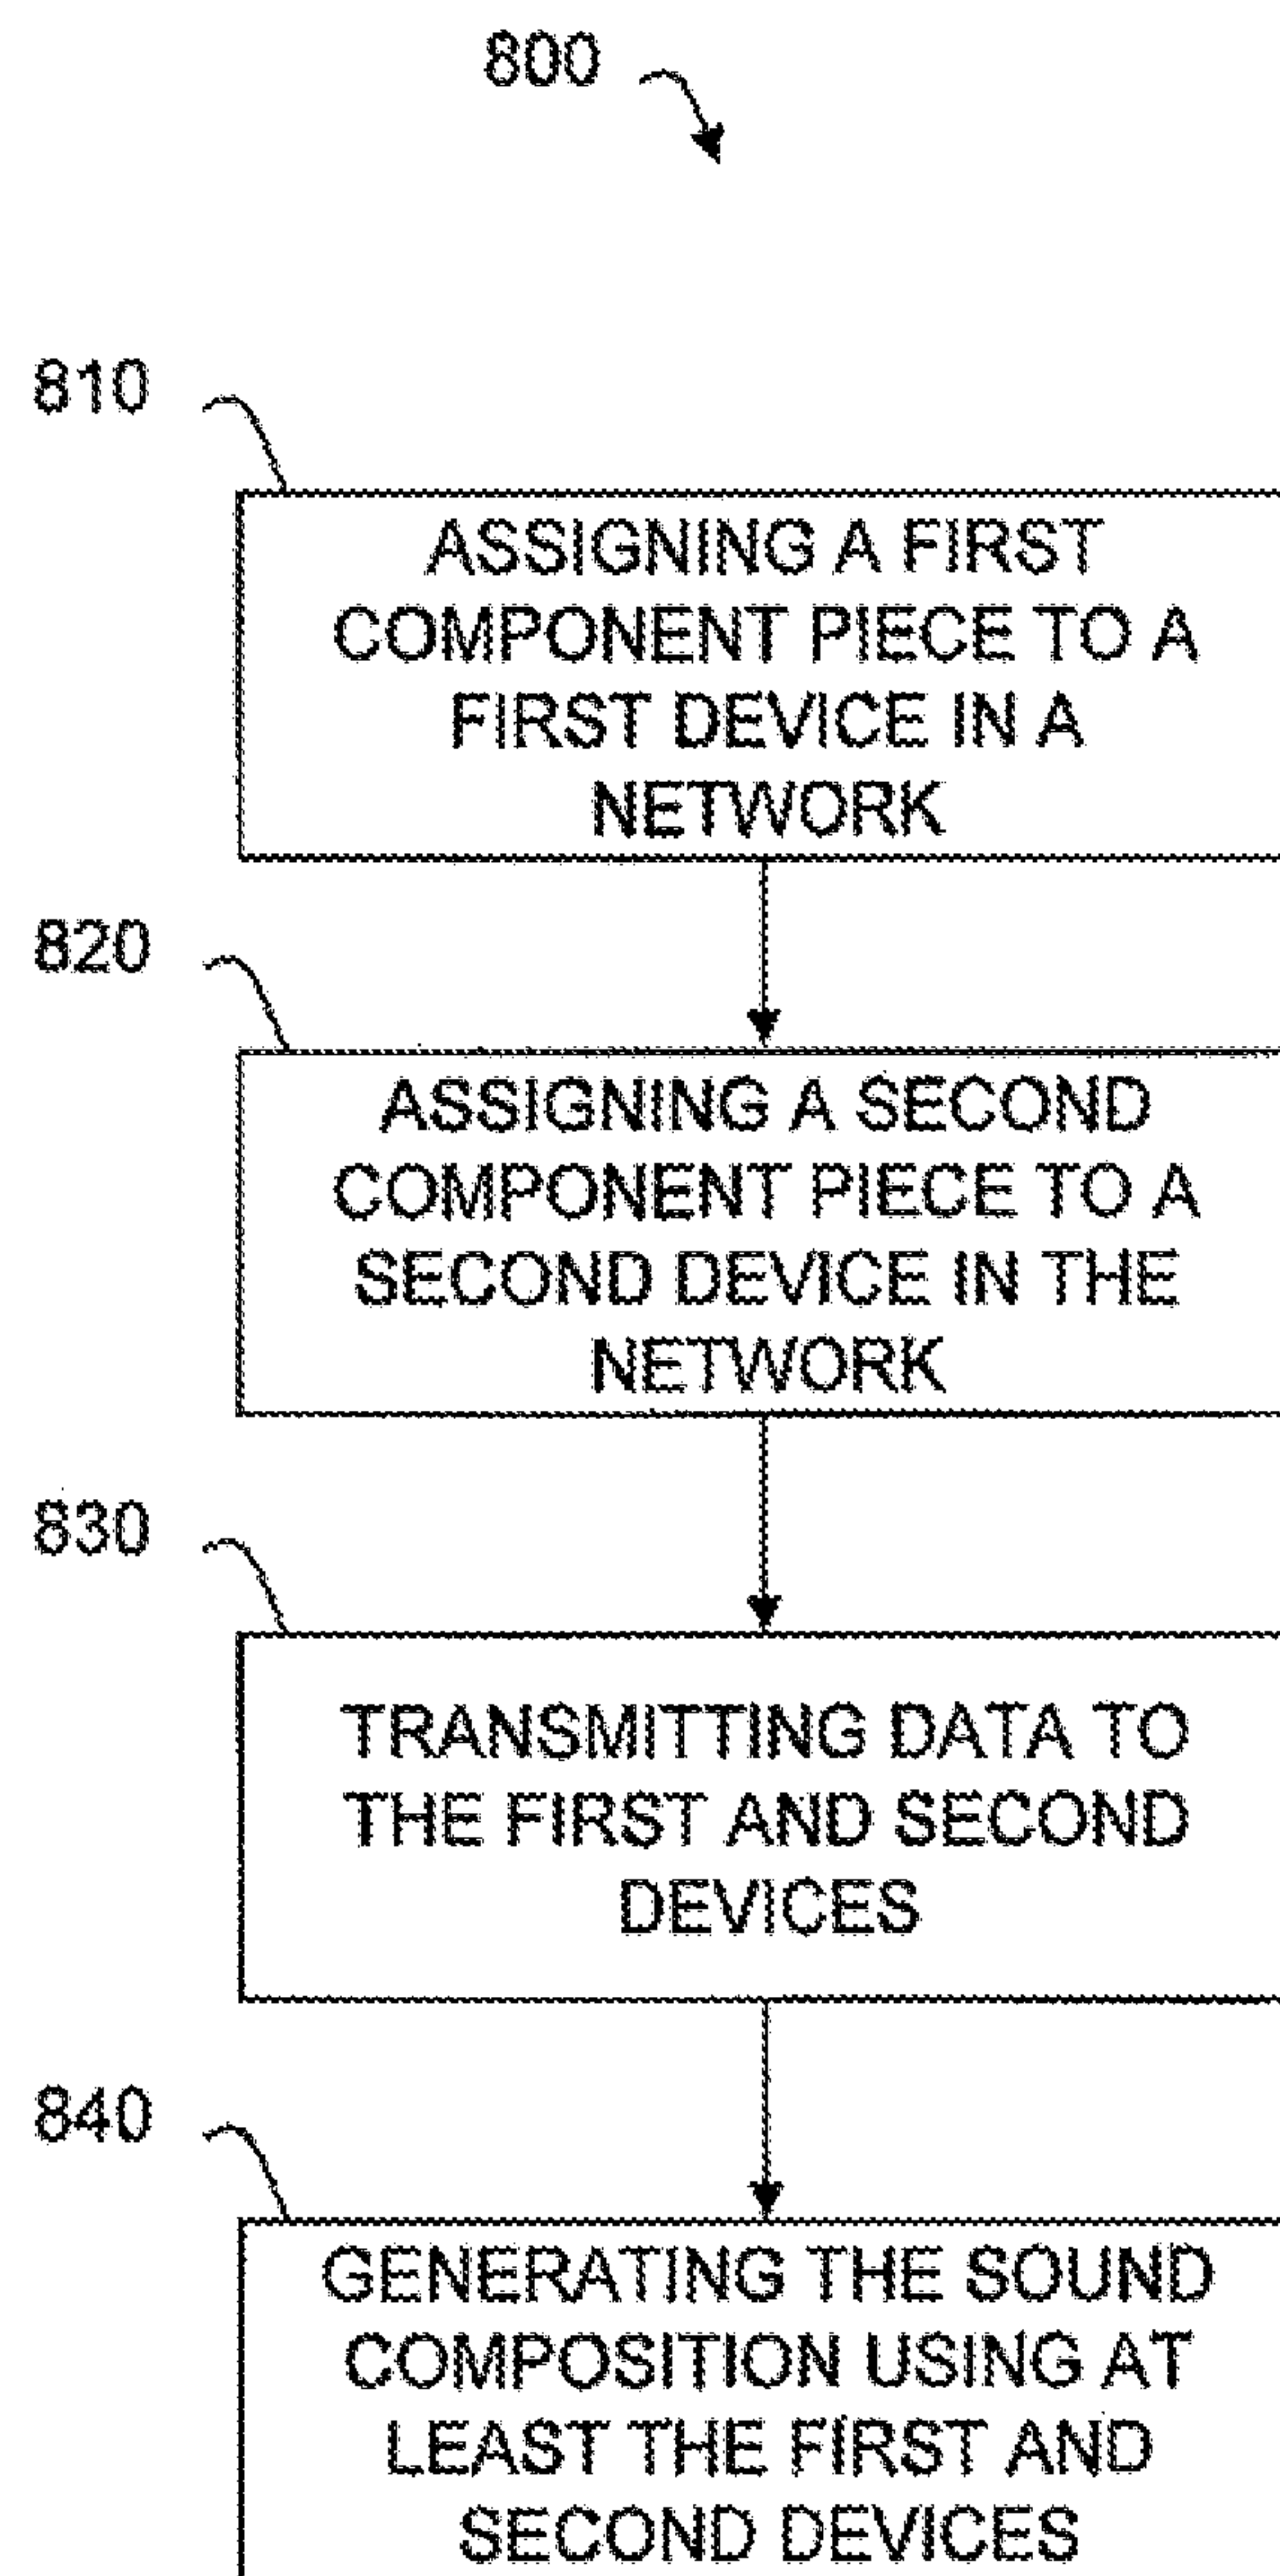 800
810
ASSIGNING A FIRST
COMPONENT PIECE TO A
FIRST DEVICE IN A
NETWORK
820
ASSIGNING A SECOND
COMPONENT PIECE TO A
SECOND DEVICE IN THE
NETWORK
830
TRANSMITTING DATA TO
THE FIRST AND SECOND
DEVICES
840
GENERATING THE SOUND
COMPOSITION USING AT
LEAST THE FIRST AND
SECOND DEVICES